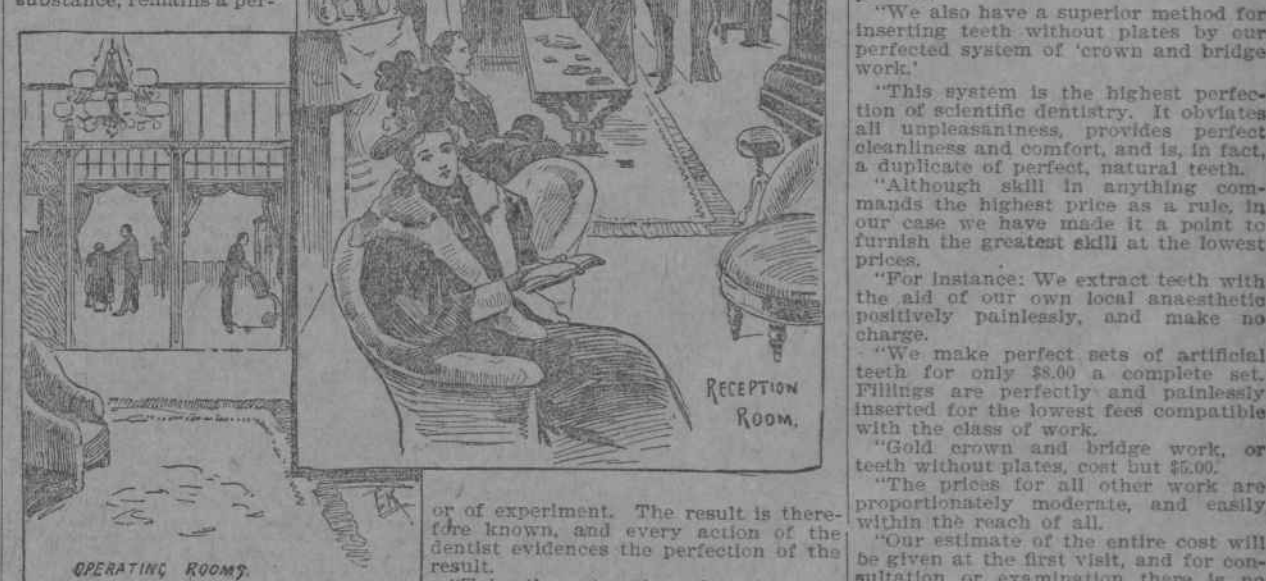 substance, remains a per-
OPERATING ROOMS.
RECEPTION
ROOM.
or of experiment. The result is there-
fore known, and every action of the
dentist evidences the perfection of the
result.
"We also have a superior method for
inserting teeth without plates by our
perfected system of 'crown and bridge
work.'
"This system is the highest perfec-
tion of scientific dentistry. It obviates
all unpleasantness, provides perfect
cleanliness and comfort, and is, in fact,
a duplicate of perfect, natural teeth.
"Although skill in anything com-
mands the highest price as a rule, in
our case we have made it a point to
furnish the greatest skill at the lowest
prices.
"For instance: We extract teeth with
the aid of our own local anaesthetic
positively painlessly, and make no
charge.
"We make perfect sets of artificial
teeth for only $8.00 a complete set.
Fillings are perfectly and painlessly
inserted for the lowest fees compatible
with the class of work.
"Gold crown and bridge work, or
teeth without plates, cost but $5.00.
"The prices for all other work are
proportionately moderate, and easily
within the reach of all.
"Our estimate of the entire cost will
be given at the first visit, and for con-
sultation or examination there is no